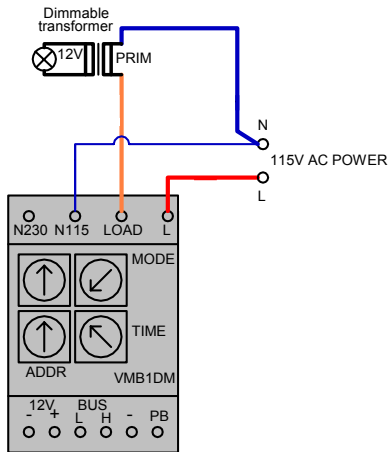 Dimmable
transformer
12V
PRIM
N
115V AC POWER
L
N230 N115 LOAD L
MODE
TIME
ADDR
VMB1DM
12V BUS
- + L H - PB